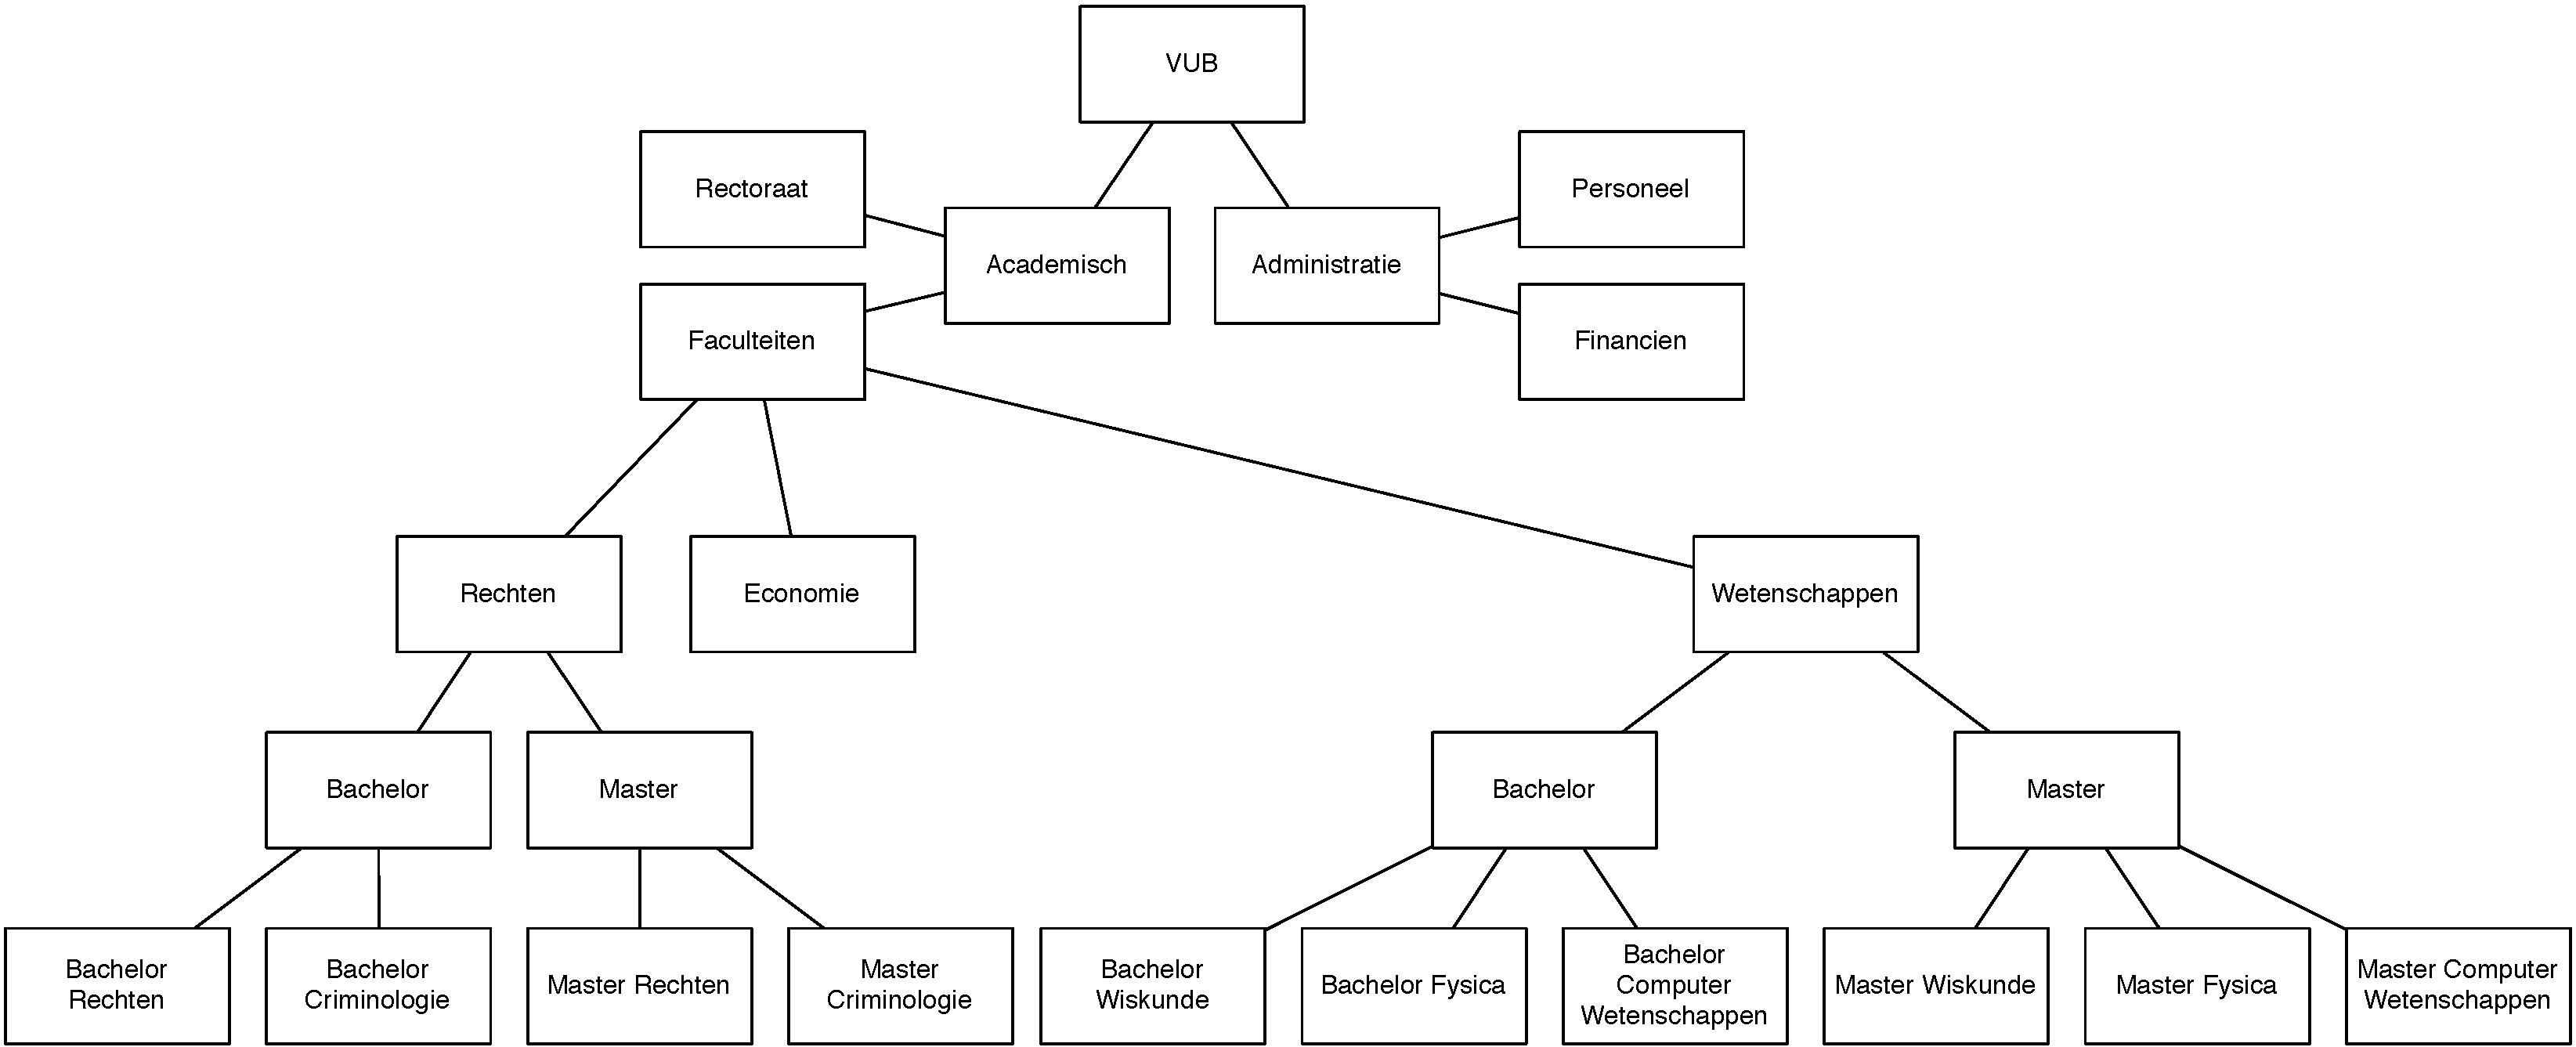 VUB
Rectoraat
Personeel
Academisch
Administratie
Faculteiten
Financien
Rechten
Economie
Wetenschappen
Bachelor
Master
Bachelor
Master
Bachelor
Rechten
Bachelor
Criminologie
Master Rechten
Master
Criminologie
Bachelor
Wiskunde
Bachelor Fysica
Bachelor
Computer
Wetenschappen
Master Wiskunde
Master Fysica
Master Computer
Wetenschappen